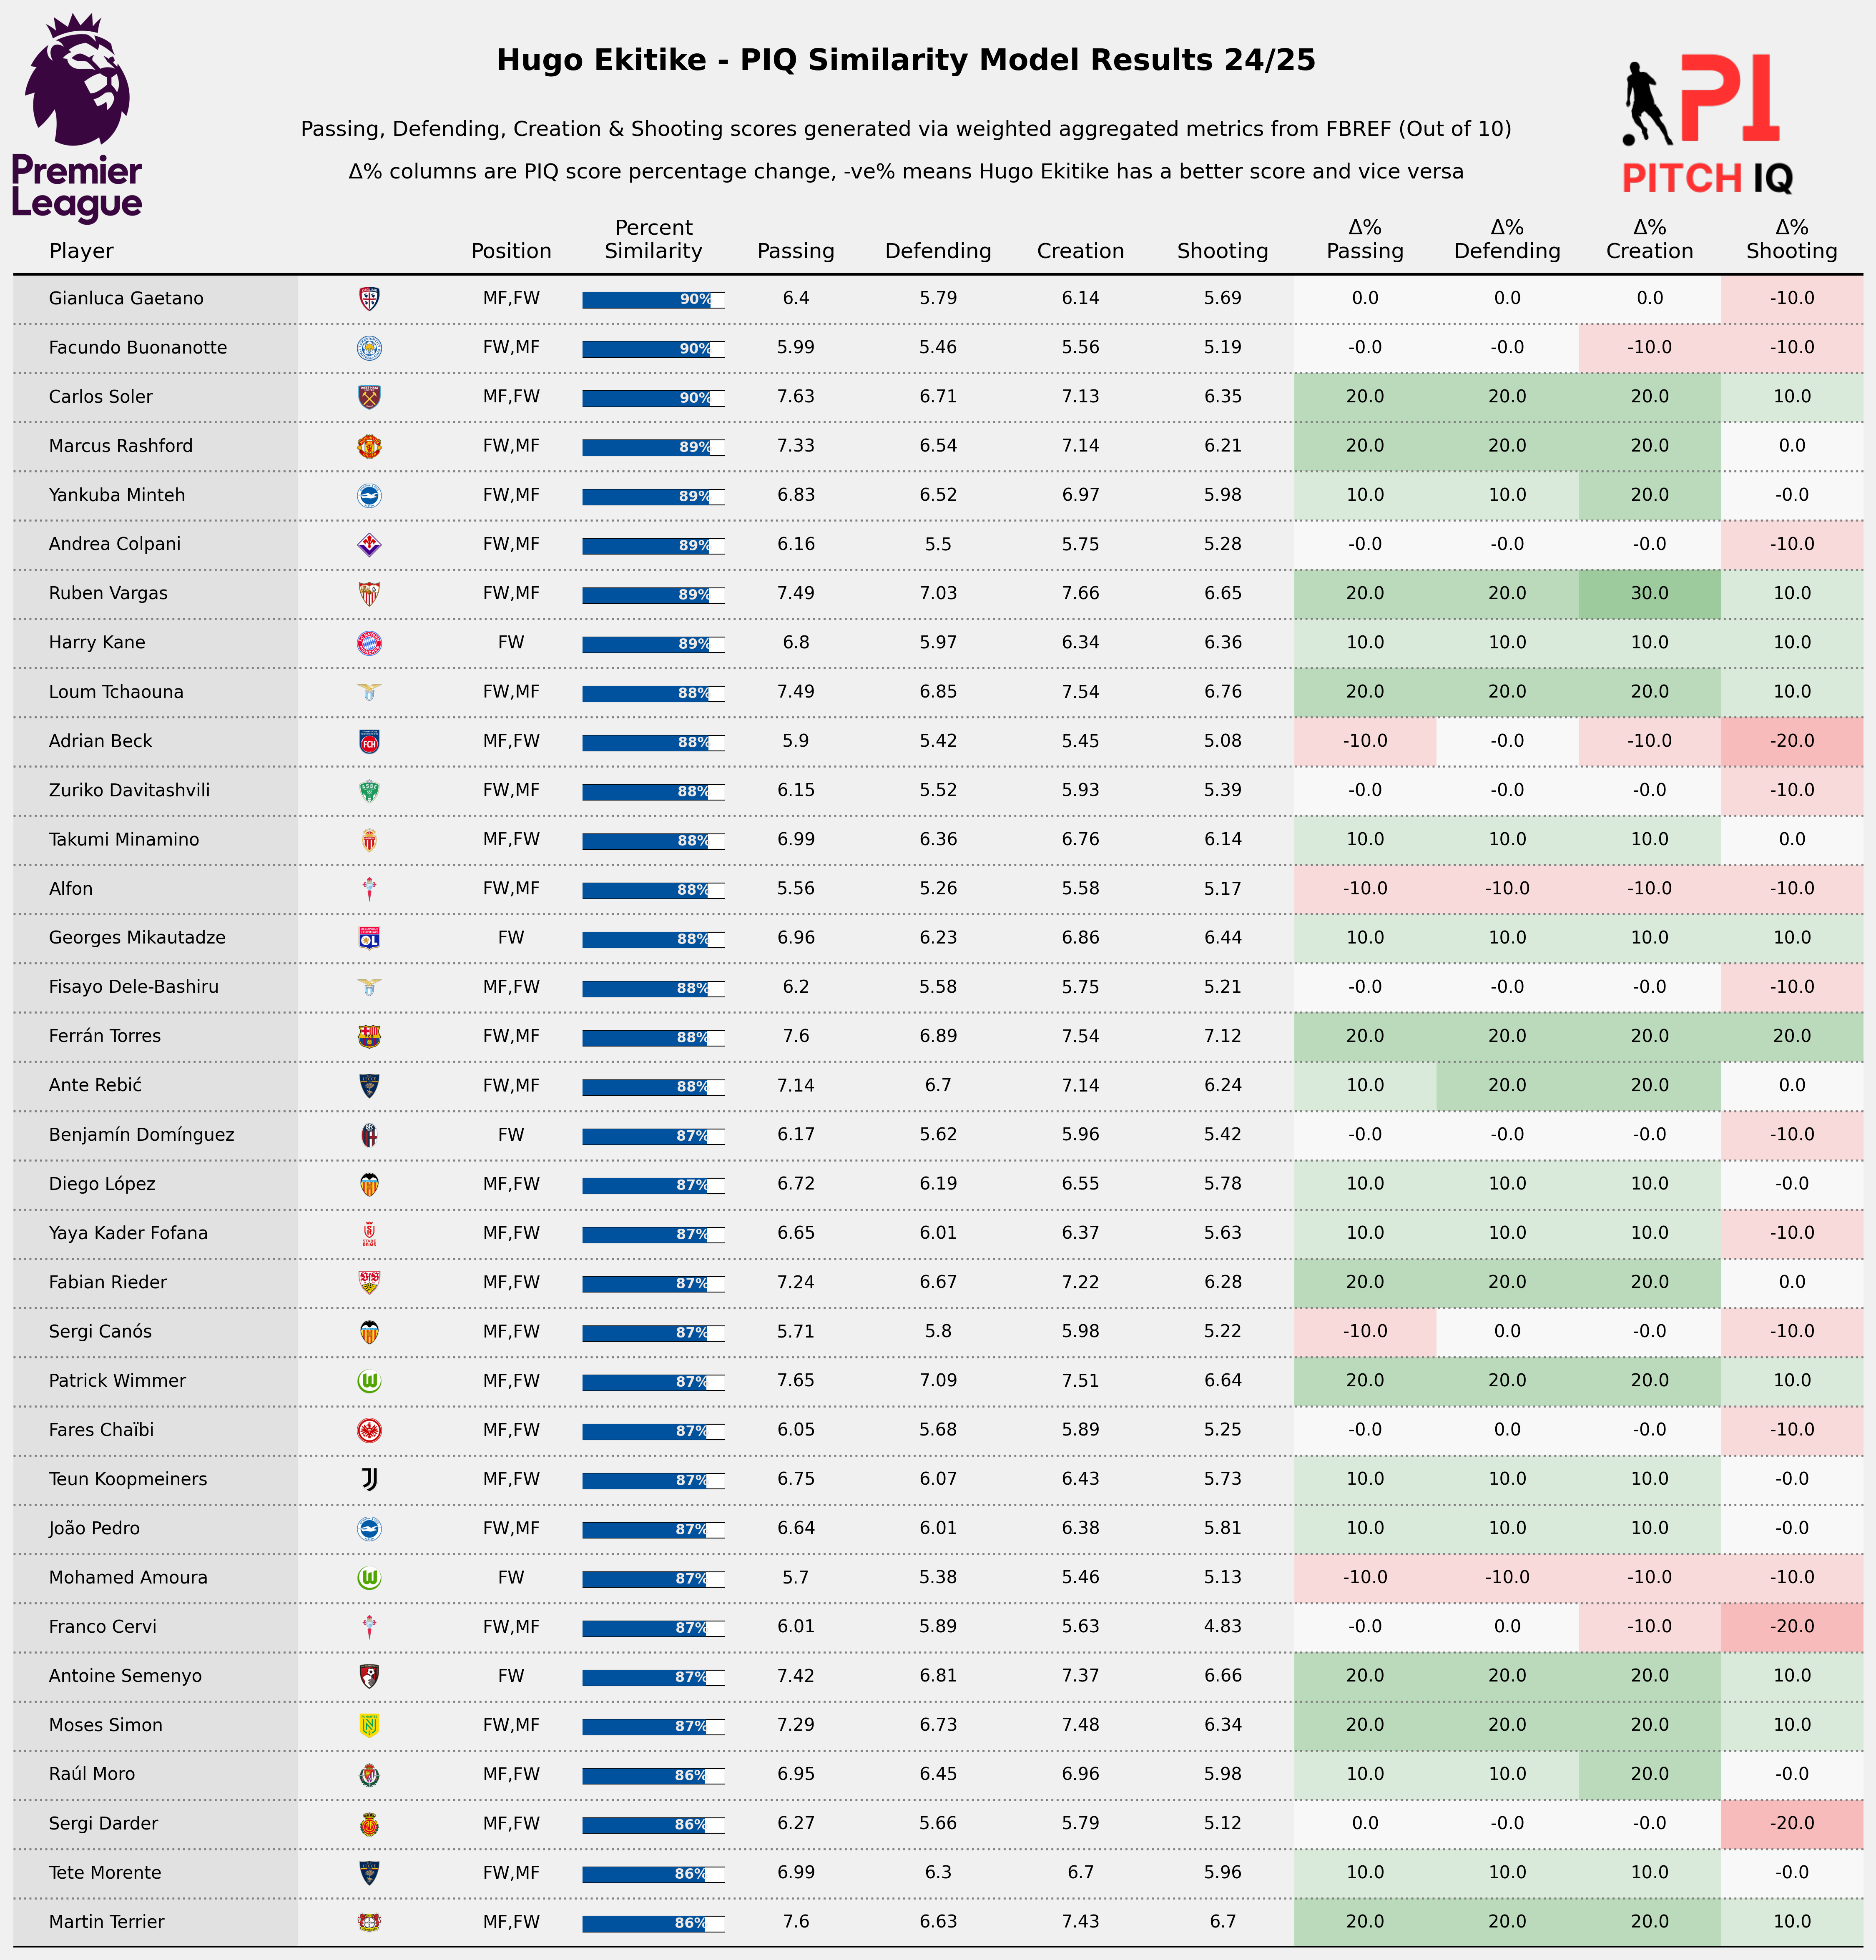 Hugo Ekitike - PIQ Similarity Model Results 24/25
Passing, Defending, Creation & Shooting scores generated via weighted aggregated metrics from FBREF (Out of 10)
Δ% columns are PIQ score percentage change, -ve% means Hugo Ekitike has a better score and vice versa
Premier
League
PI
PITCH IQ
Player Position Percent Similarity Passing Defending Creation Shooting Δ% Passing Δ% Defending Δ% Creation Δ% Shooting
Gianluca Gaetano MF,FW 90% 6.4 5.79 6.14 5.69 0.0 0.0 0.0 -10.0
Facundo Buonanotte FW,MF 90% 5.99 5.46 5.56 5.19 -0.0 -0.0 -10.0 -10.0
Carlos Soler MF,FW 90% 7.63 6.71 7.13 6.35 20.0 20.0 20.0 10.0
Marcus Rashford FW,MF 89% 7.33 6.54 7.14 6.21 20.0 20.0 20.0 0.0
Yankuba Minteh FW,MF 89% 6.83 6.52 6.97 5.98 10.0 10.0 20.0 -0.0
Andrea Colpani FW,MF 89% 6.16 5.5 5.75 5.28 -0.0 -0.0 -0.0 -10.0
Ruben Vargas FW,MF 89% 7.49 7.03 7.66 6.65 20.0 20.0 30.0 10.0
Harry Kane FW 89% 6.8 5.97 6.34 6.36 10.0 10.0 10.0 10.0
Loum Tchaouna FW,MF 88% 7.49 6.85 7.54 6.76 20.0 20.0 20.0 10.0
Adrian Beck MF,FW 88% 5.9 5.42 5.45 5.08 -10.0 -0.0 -10.0 -20.0
Zuriko Davitashvili FW,MF 88% 6.15 5.52 5.93 5.39 -0.0 -0.0 -0.0 -10.0
Takumi Minamino MF,FW 88% 6.99 6.36 6.76 6.14 10.0 10.0 10.0 0.0
Alfon FW,MF 88% 5.56 5.26 5.58 5.17 -10.0 -10.0 -10.0 -10.0
Georges Mikautadze FW 88% 6.96 6.23 6.86 6.44 10.0 10.0 10.0 10.0
Fisayo Dele-Bashiru MF,FW 88% 6.2 5.58 5.75 5.21 -0.0 -0.0 -0.0 -10.0
Ferrán Torres FW,MF 88% 7.6 6.89 7.54 7.12 20.0 20.0 20.0 20.0
Ante Rebić FW,MF 88% 7.14 6.7 7.14 6.24 10.0 20.0 20.0 0.0
Benjamín Domínguez FW 87% 6.17 5.62 5.96 5.42 -0.0 -0.0 -0.0 -10.0
Diego López MF,FW 87% 6.72 6.19 6.55 5.78 10.0 10.0 10.0 -0.0
Yaya Kader Fofana MF,FW 87% 6.65 6.01 6.37 5.63 10.0 10.0 10.0 -10.0
Fabian Rieder MF,FW 87% 7.24 6.67 7.22 6.28 20.0 20.0 20.0 0.0
Sergi Canós MF,FW 87% 5.71 5.8 5.98 5.22 -10.0 0.0 -0.0 -10.0
Patrick Wimmer MF,FW 87% 7.65 7.09 7.51 6.64 20.0 20.0 20.0 10.0
Fares Chaïbi MF,FW 87% 6.05 5.68 5.89 5.25 -0.0 0.0 -0.0 -10.0
Teun Koopmeiners MF,FW 87% 6.75 6.07 6.43 5.73 10.0 10.0 10.0 -0.0
João Pedro FW,MF 87% 6.64 6.01 6.38 5.81 10.0 10.0 10.0 -0.0
Mohamed Amoura FW 87% 5.7 5.38 5.46 5.13 -10.0 -10.0 -10.0 -10.0
Franco Cervi FW,MF 87% 6.01 5.89 5.63 4.83 -0.0 0.0 -10.0 -20.0
Antoine Semenyo FW 87% 7.42 6.81 7.37 6.66 20.0 20.0 20.0 10.0
Moses Simon FW,MF 87% 7.29 6.73 7.48 6.34 20.0 20.0 20.0 10.0
Raúl Moro MF,FW 86% 6.95 6.45 6.96 5.98 10.0 10.0 20.0 -0.0
Sergi Darder MF,FW 86% 6.27 5.66 5.79 5.12 0.0 -0.0 -0.0 -20.0
Tete Morente FW,MF 86% 6.99 6.3 6.7 5.96 10.0 10.0 10.0 -0.0
Martin Terrier MF,FW 86% 7.6 6.63 7.43 6.7 20.0 20.0 20.0 10.0